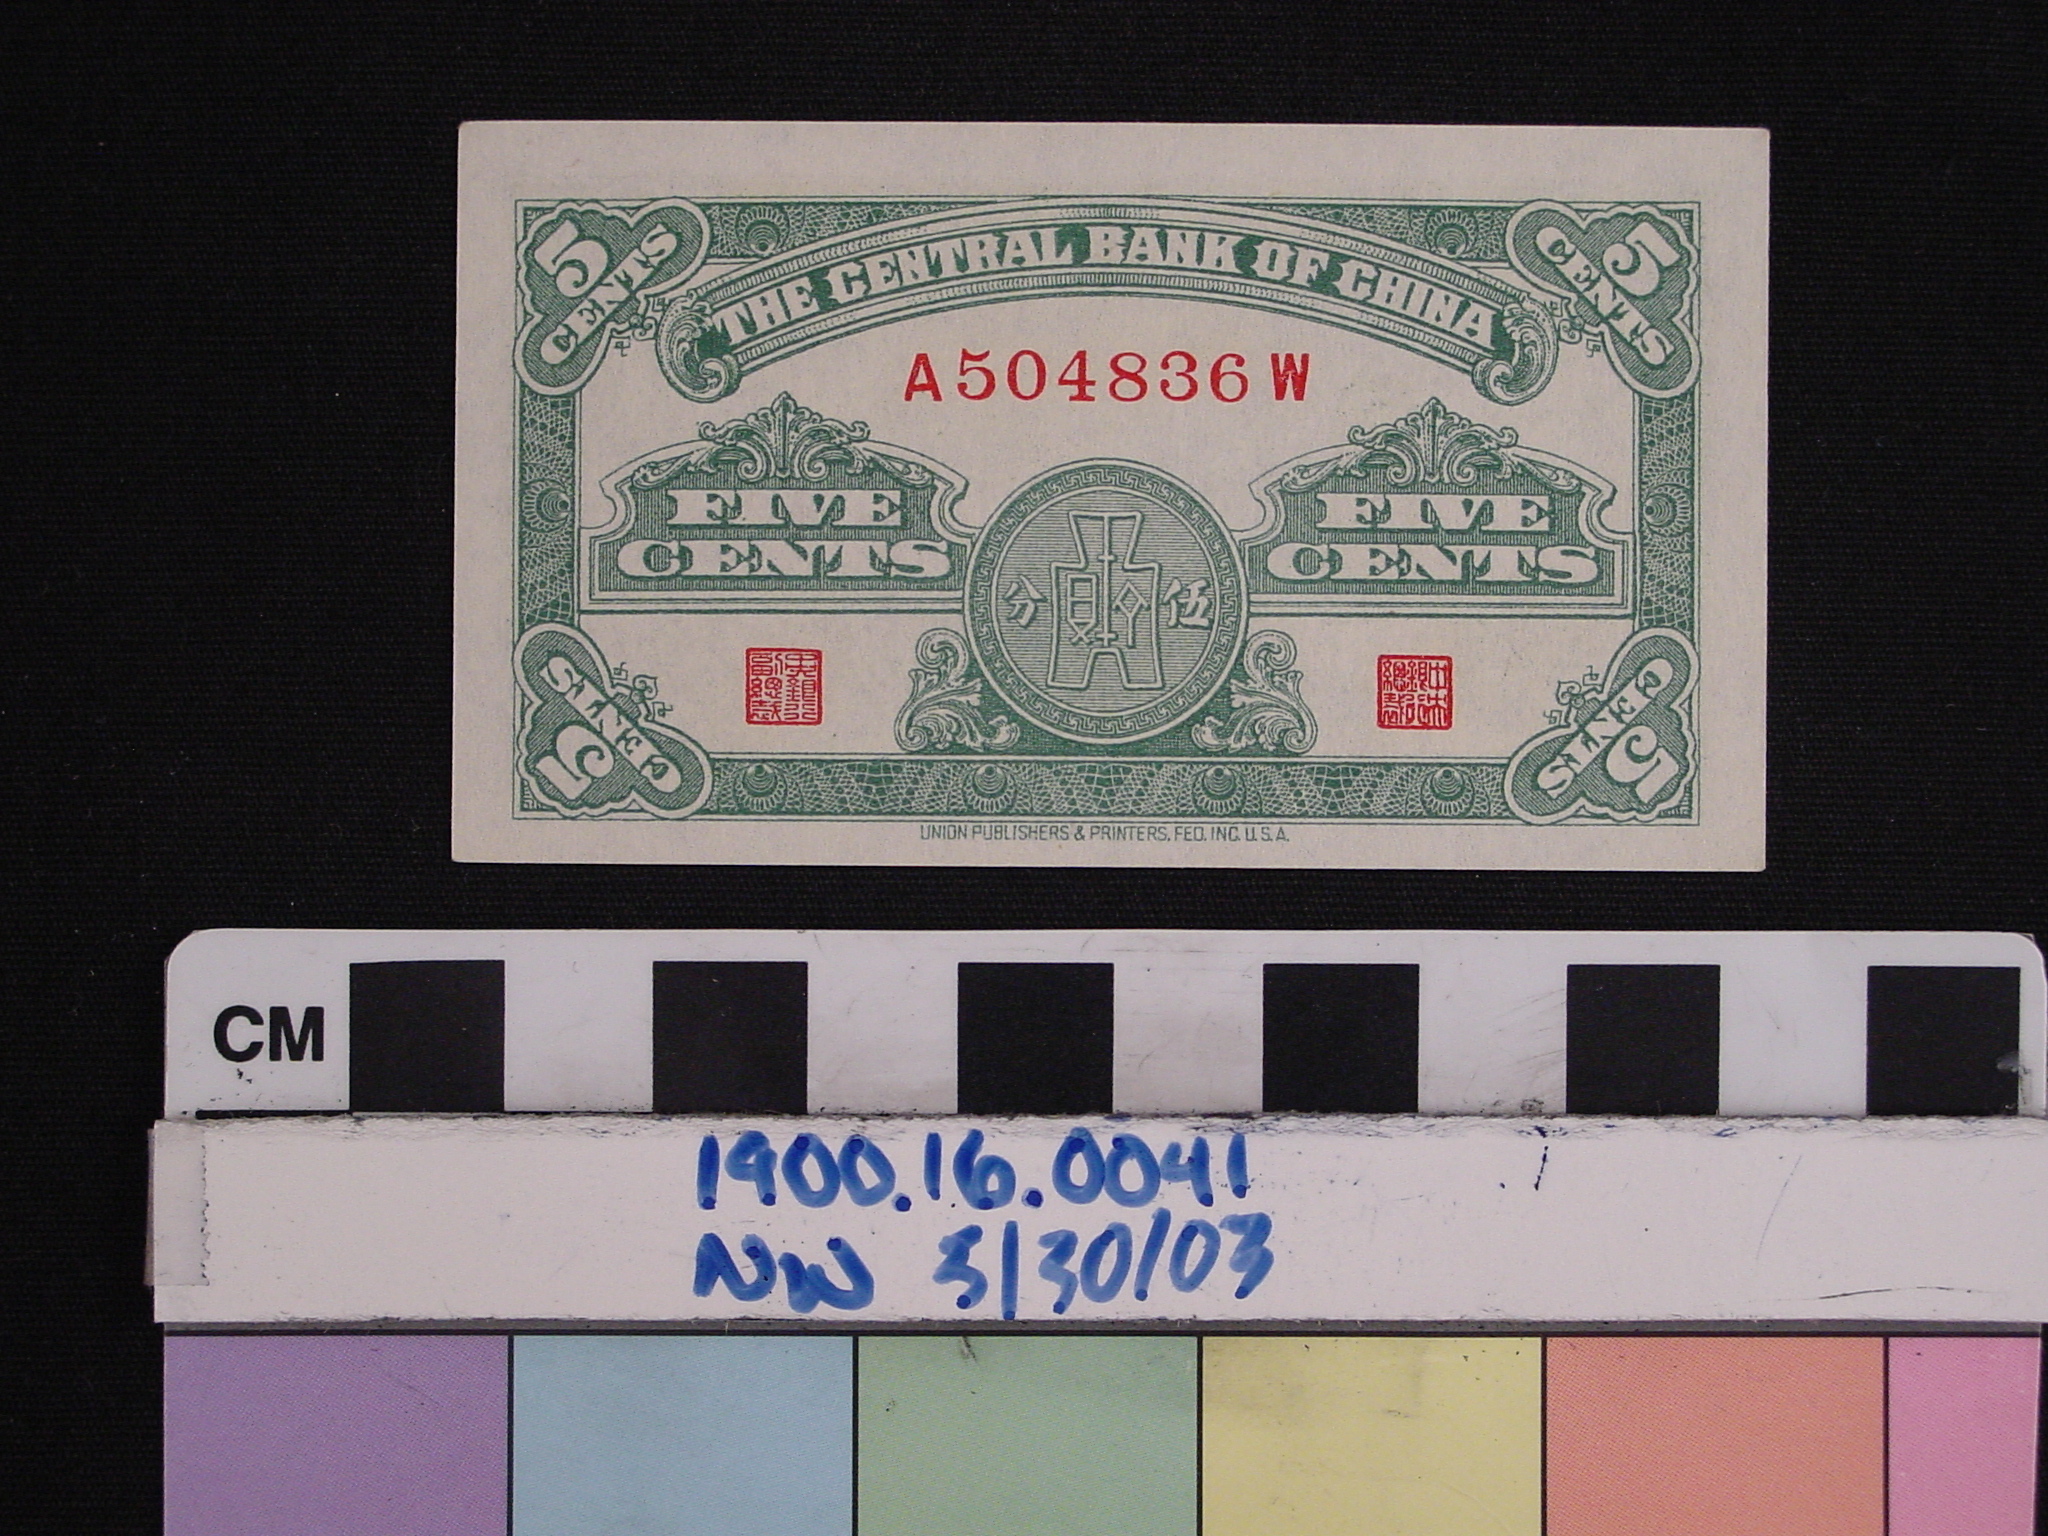 5 CENTS
CENTS 5
THE CENTRAL BANK OF CHINA
A504836W
FIVE CENTS
FIVE CENTS
分 伍
CENTS 5
CENTS 5
UNION PUBLISHERS & PRINTERS, FED. INC. U.S.A.
CM
1900.16.0041
NW 5/30/03